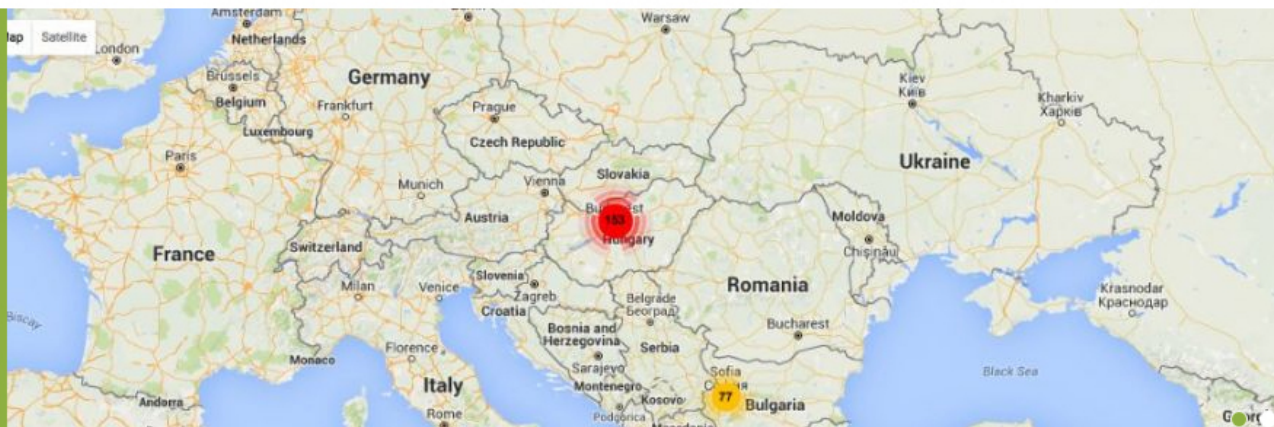 Amsterdam
Warsaw
Map Satellite
London
Netherlands
Brussels
Belgium
Germany
Kiev
Київ
Kharkiv
Харків
Frankfurt
Prague
Luxembourg
Czech Republic
Paris
Ukraine
Munich
Vienna
Slovakia
Austria
153
Hungary
Moldova
Chișinău
France
Switzerland
Milan
Venice
Slovenia
Zagreb
Croatia
Belgrade
Београд
Romania
Krasnodar
Краснодар
Biscay
Bosnia and
Herzegovina
Serbia
Bucharest
Monaco
Florence
Sarajevo
Sofia
Black Sea
Italy
Montenegro
Kosovo
77
Bulgaria
Andorra
Rome
Podgorica